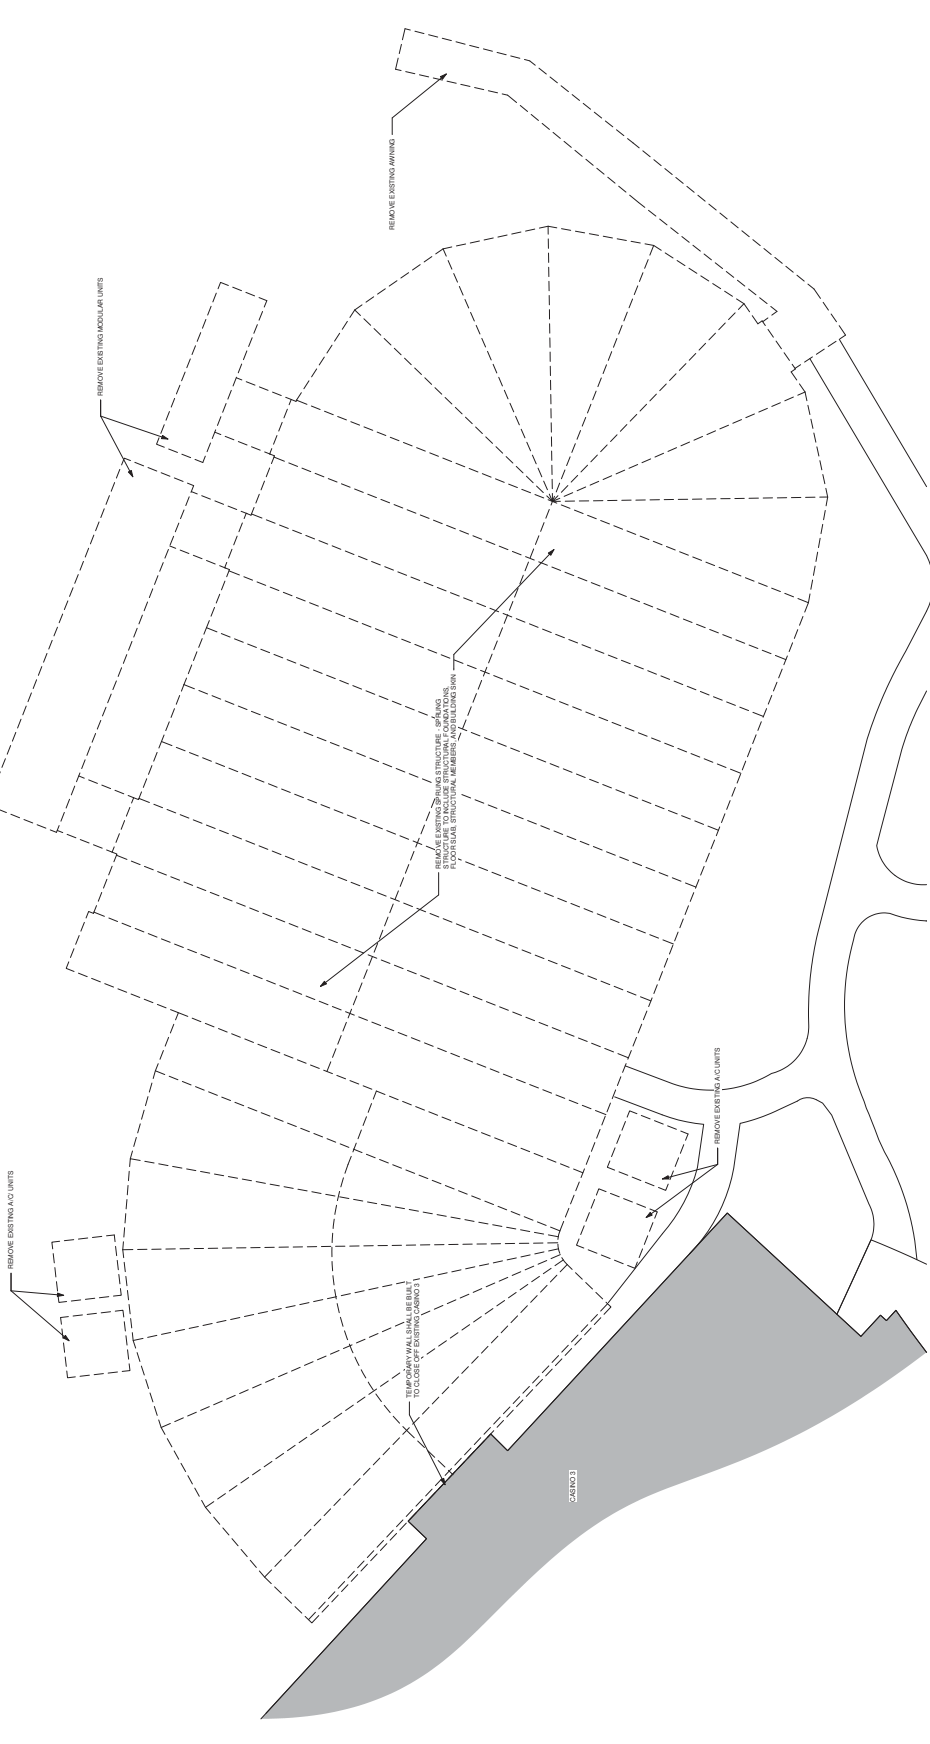 REMOVE EXISTING AWNING
REMOVE EXISTING MODULAR UNITS
REMOVE EXISTING SPRUNG STRUCTURE - SPRUNG
STRUCTURE TO INCLUDE STRUCTURAL FOUNDATIONS,
FLOOR SLAB, STRUCTURAL MEMBERS, AND BUILDING SKIN
REMOVE EXISTING A/C UNITS
REMOVE EXISTING A/C UNITS
TEMPORARY WALL SHALL BE BUILT
TO CLOSE OFF EXISTING CASINO 3
CASINO 3